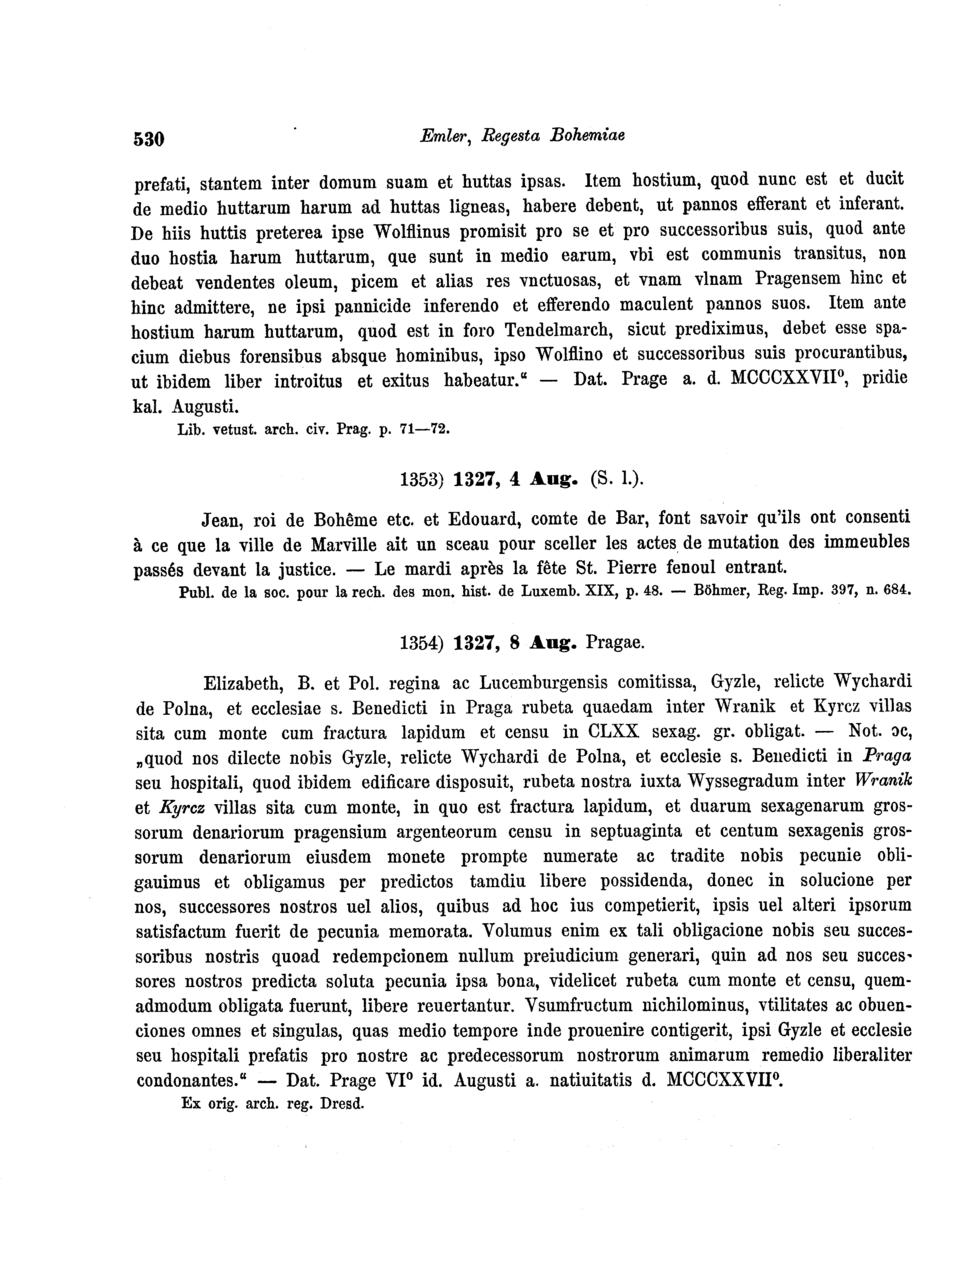 530
Emler, Regesta Bohemiae
prefati, stantem inter domum suam et huttas ipsas. Item hostium, quod nunc est et ducit
de medio huttarum harum ad huttas ligneas, habere debent, ut pannos efferant et inferant.
De hiis huttis preterea ipse Wolflinus promisit pro se et pro successoribus suis, quod ante
duo hostia harum huttarum, que sunt in medio earum, vbi est communis transitus, non
debeat vendentes oleum, picem et alias res vnctuosas, et vnam vlnam Pragensem hinc et
hinc admittere, ne ipsi pannicide inferendo et efferendo maculent pannos suos. Item ante
hostium harum huttarum, quod est in foro Tendelmarch, sicut prediximus, debet esse spa-
cium diebus forensibus absque hominibus, ipso Wolflino et successoribus suis procurantibus,
ut ibidem liber introitus et exitus habeatur.“ — Dat. Prage a. d. MCCCXXVII⁰, pridie
kal. Augusti.
Lib. vetust. arch. civ. Prag. p. 71—72.
1353) 1327, 4 Aug. (S. l.).
Jean, roi de Bohême etc. et Edouard, comte de Bar, font savoir qu'ils ont consenti
à ce que la ville de Marville ait un sceau pour sceller les actes de mutation des immeubles
passés devant la justice. — Le mardi après la fête St. Pierre fenoul entrant.
Publ. de la soc. pour la rech. des mon. hist. de Luxemb. XIX, p. 48. — Böhmer, Reg. Imp. 397, n. 684.
1354) 1327, 8 Aug. Pragae.
Elizabeth, B. et Pol. regina ac Lucemburgensis comitissa, Gyzle, relicte Wychardi
de Polna, et ecclesiae s. Benedicti in Praga rubeta quaedam inter Wranik et Kyrcz villas
sita cum monte cum fractura lapidum et censu in CLXX sexag. gr. obligat. — Not. ɔc,
„quod nos dilecte nobis Gyzle, relicte Wychardi de Polna, et ecclesie s. Benedicti in Praga
seu hospitali, quod ibidem edificare disposuit, rubeta nostra iuxta Wyssegradum inter Wranik
et Kyrcz villas sita cum monte, in quo est fractura lapidum, et duarum sexagenarum gros-
sorum denariorum pragensium argenteorum censu in septuaginta et centum sexagenis gros-
sorum denariorum eiusdem monete prompte numerate ac tradite nobis pecunie obli-
gauimus et obligamus per predictos tamdiu libere possidenda, donec in solucione per
nos, successores nostros uel alios, quibus ad hoc ius competierit, ipsis uel alteri ipsorum
satisfactum fuerit de pecunia memorata. Volumus enim ex tali obligacione nobis seu succes-
soribus nostris quoad redempcionem nullum preiudicium generari, quin ad nos seu succes-
sores nostros predicta soluta pecunia ipsa bona, videlicet rubeta cum monte et censu, quem-
admodum obligata fuerunt, libere reuertantur. Vsumfructum nichilominus, vtilitates ac obuen-
ciones omnes et singulas, quas medio tempore inde prouenire contigerit, ipsi Gyzle et ecclesie
seu hospitali prefatis pro nostre ac predecessorum nostrorum animarum remedio liberaliter
condonantes.“ — Dat. Prage VI⁰ id. Augusti a. natiuitatis d. MCCCXXVII⁰.
Ex orig. arch. reg. Dresd.